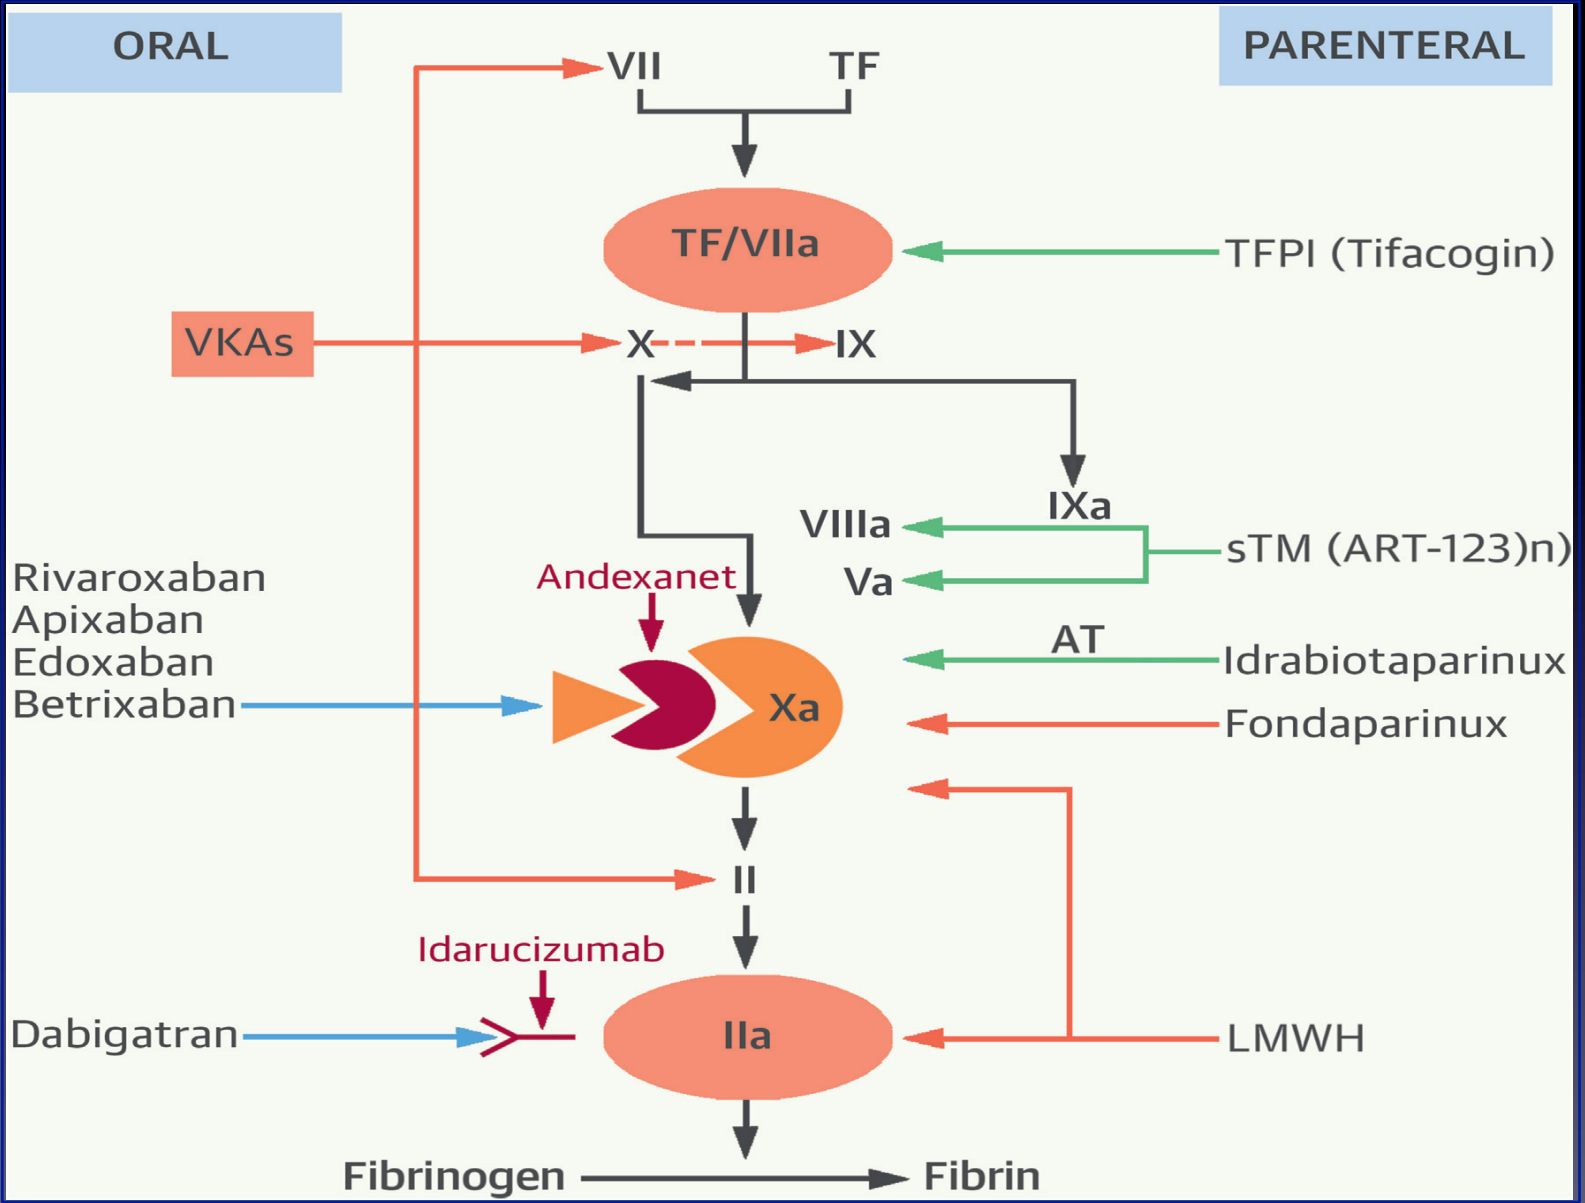 ORAL
PARENTERAL
VII
TF
TF/VIIa
TFPI (Tifacogin)
VKAs
X
IX
IXa
VIIIa
sTM (ART-123)n)
Va
Andexanet
Rivaroxaban
Apixaban
Edoxaban
Betrixaban
AT
Idrabiotaparinux
Xa
Fondaparinux
II
Idarucizumab
Dabigatran
IIa
LMWH
Fibrinogen
Fibrin